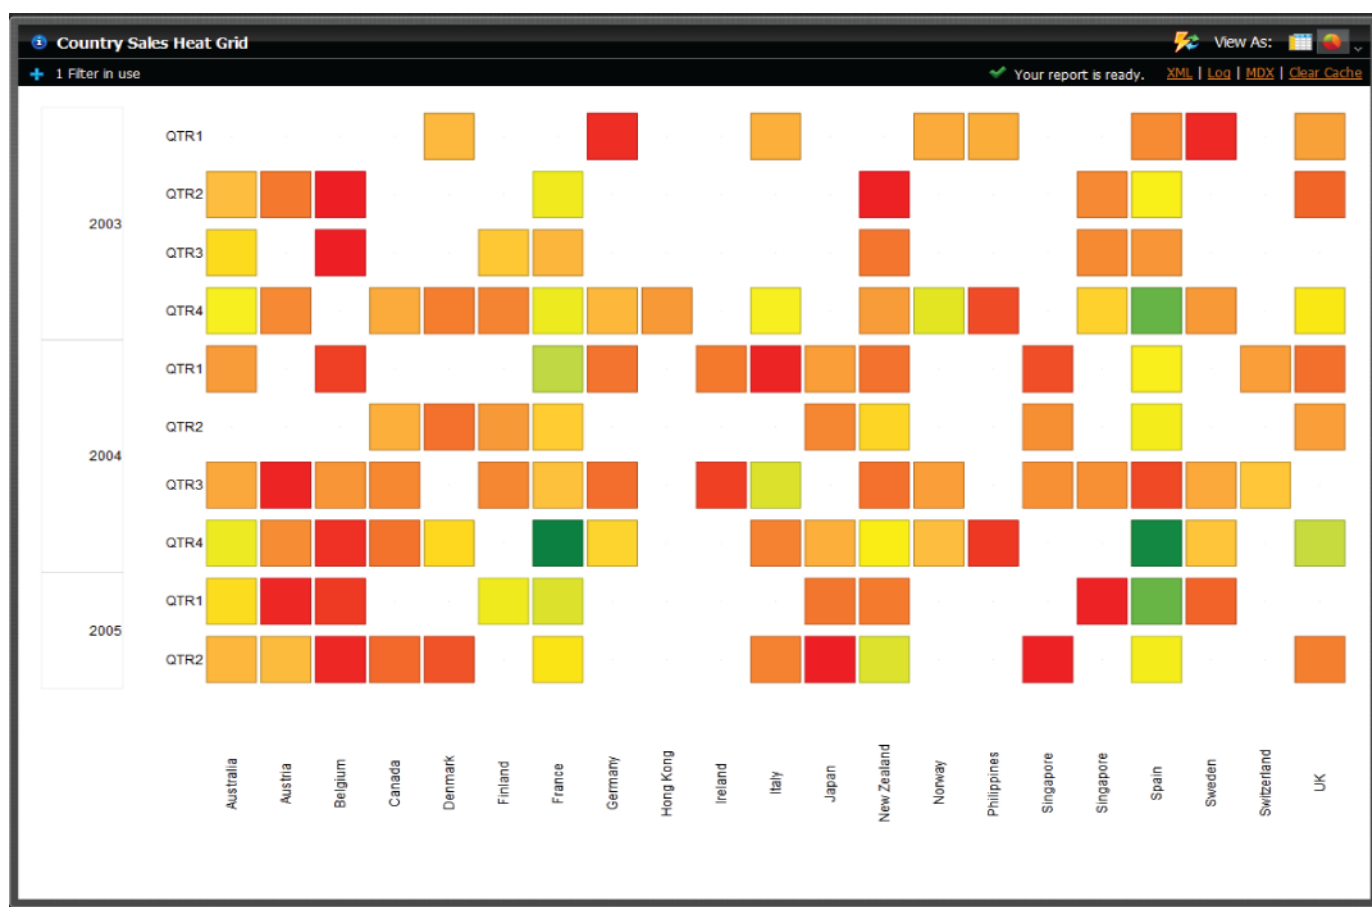 Country Sales Heat Grid
View As:
1 Filter in use
Your report is ready. XML | Log | MDX | Clear Cache
QTR1
QTR2
2003
QTR3
QTR4
QTR1
QTR2
2004
QTR3
QTR4
QTR1
2005
QTR2
Australia
Austria
Belgium
Canada
Denmark
Finland
France
Germany
Hong Kong
Ireland
Italy
Japan
New Zealand
Norway
Philippines
Singapore
Singapore
Spain
Sweden
Switzerland
UK